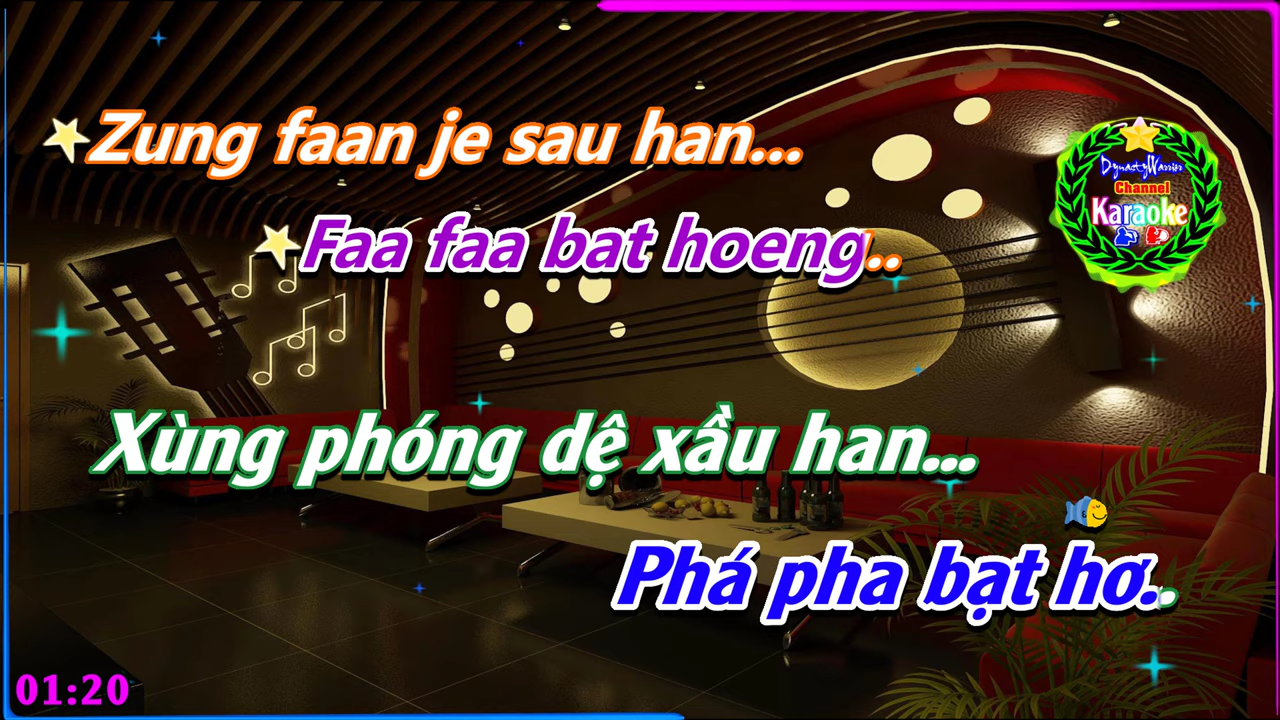 Zung faan je sau han...
DynastyWarrior
Channel
Karaoke
Faa faa bat hoeng..
Xùng phóng dệ xầu han...
Phá pha bạt hơ..
01:20